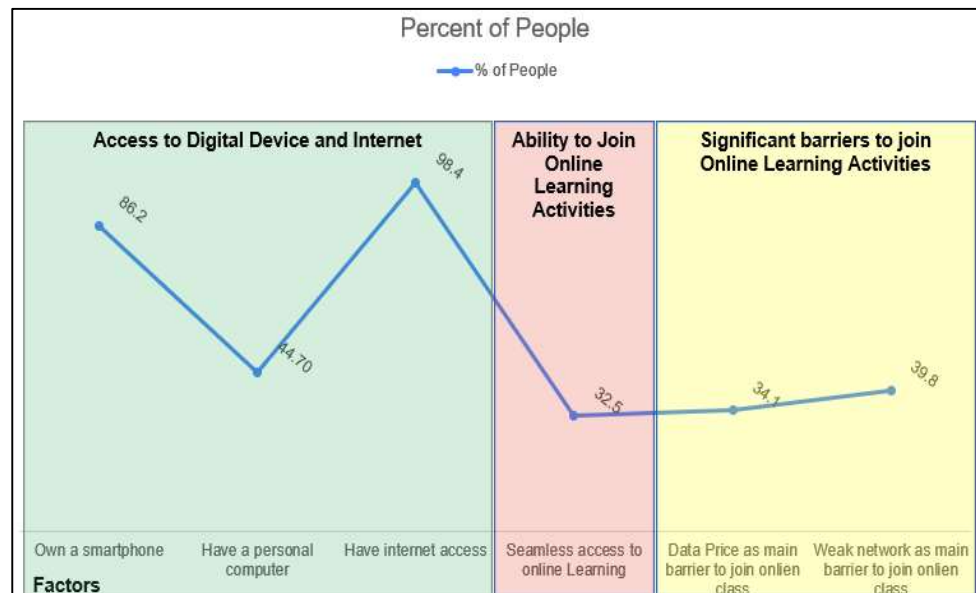 Percent of People
% of People
Access to Digital Device and Internet
Ability to Join
Online
Learning
Activities
Significant barriers to join
Online Learning Activities
86.2
44.70
98.4
32.5
34.1
39.8
Own a smartphone
Have a personal
computer
Have internet access
Seamless access to
online Learning
Data Price as main
barrier to join onlien
class
Weak network as main
barrier to join onlien
class
Factors